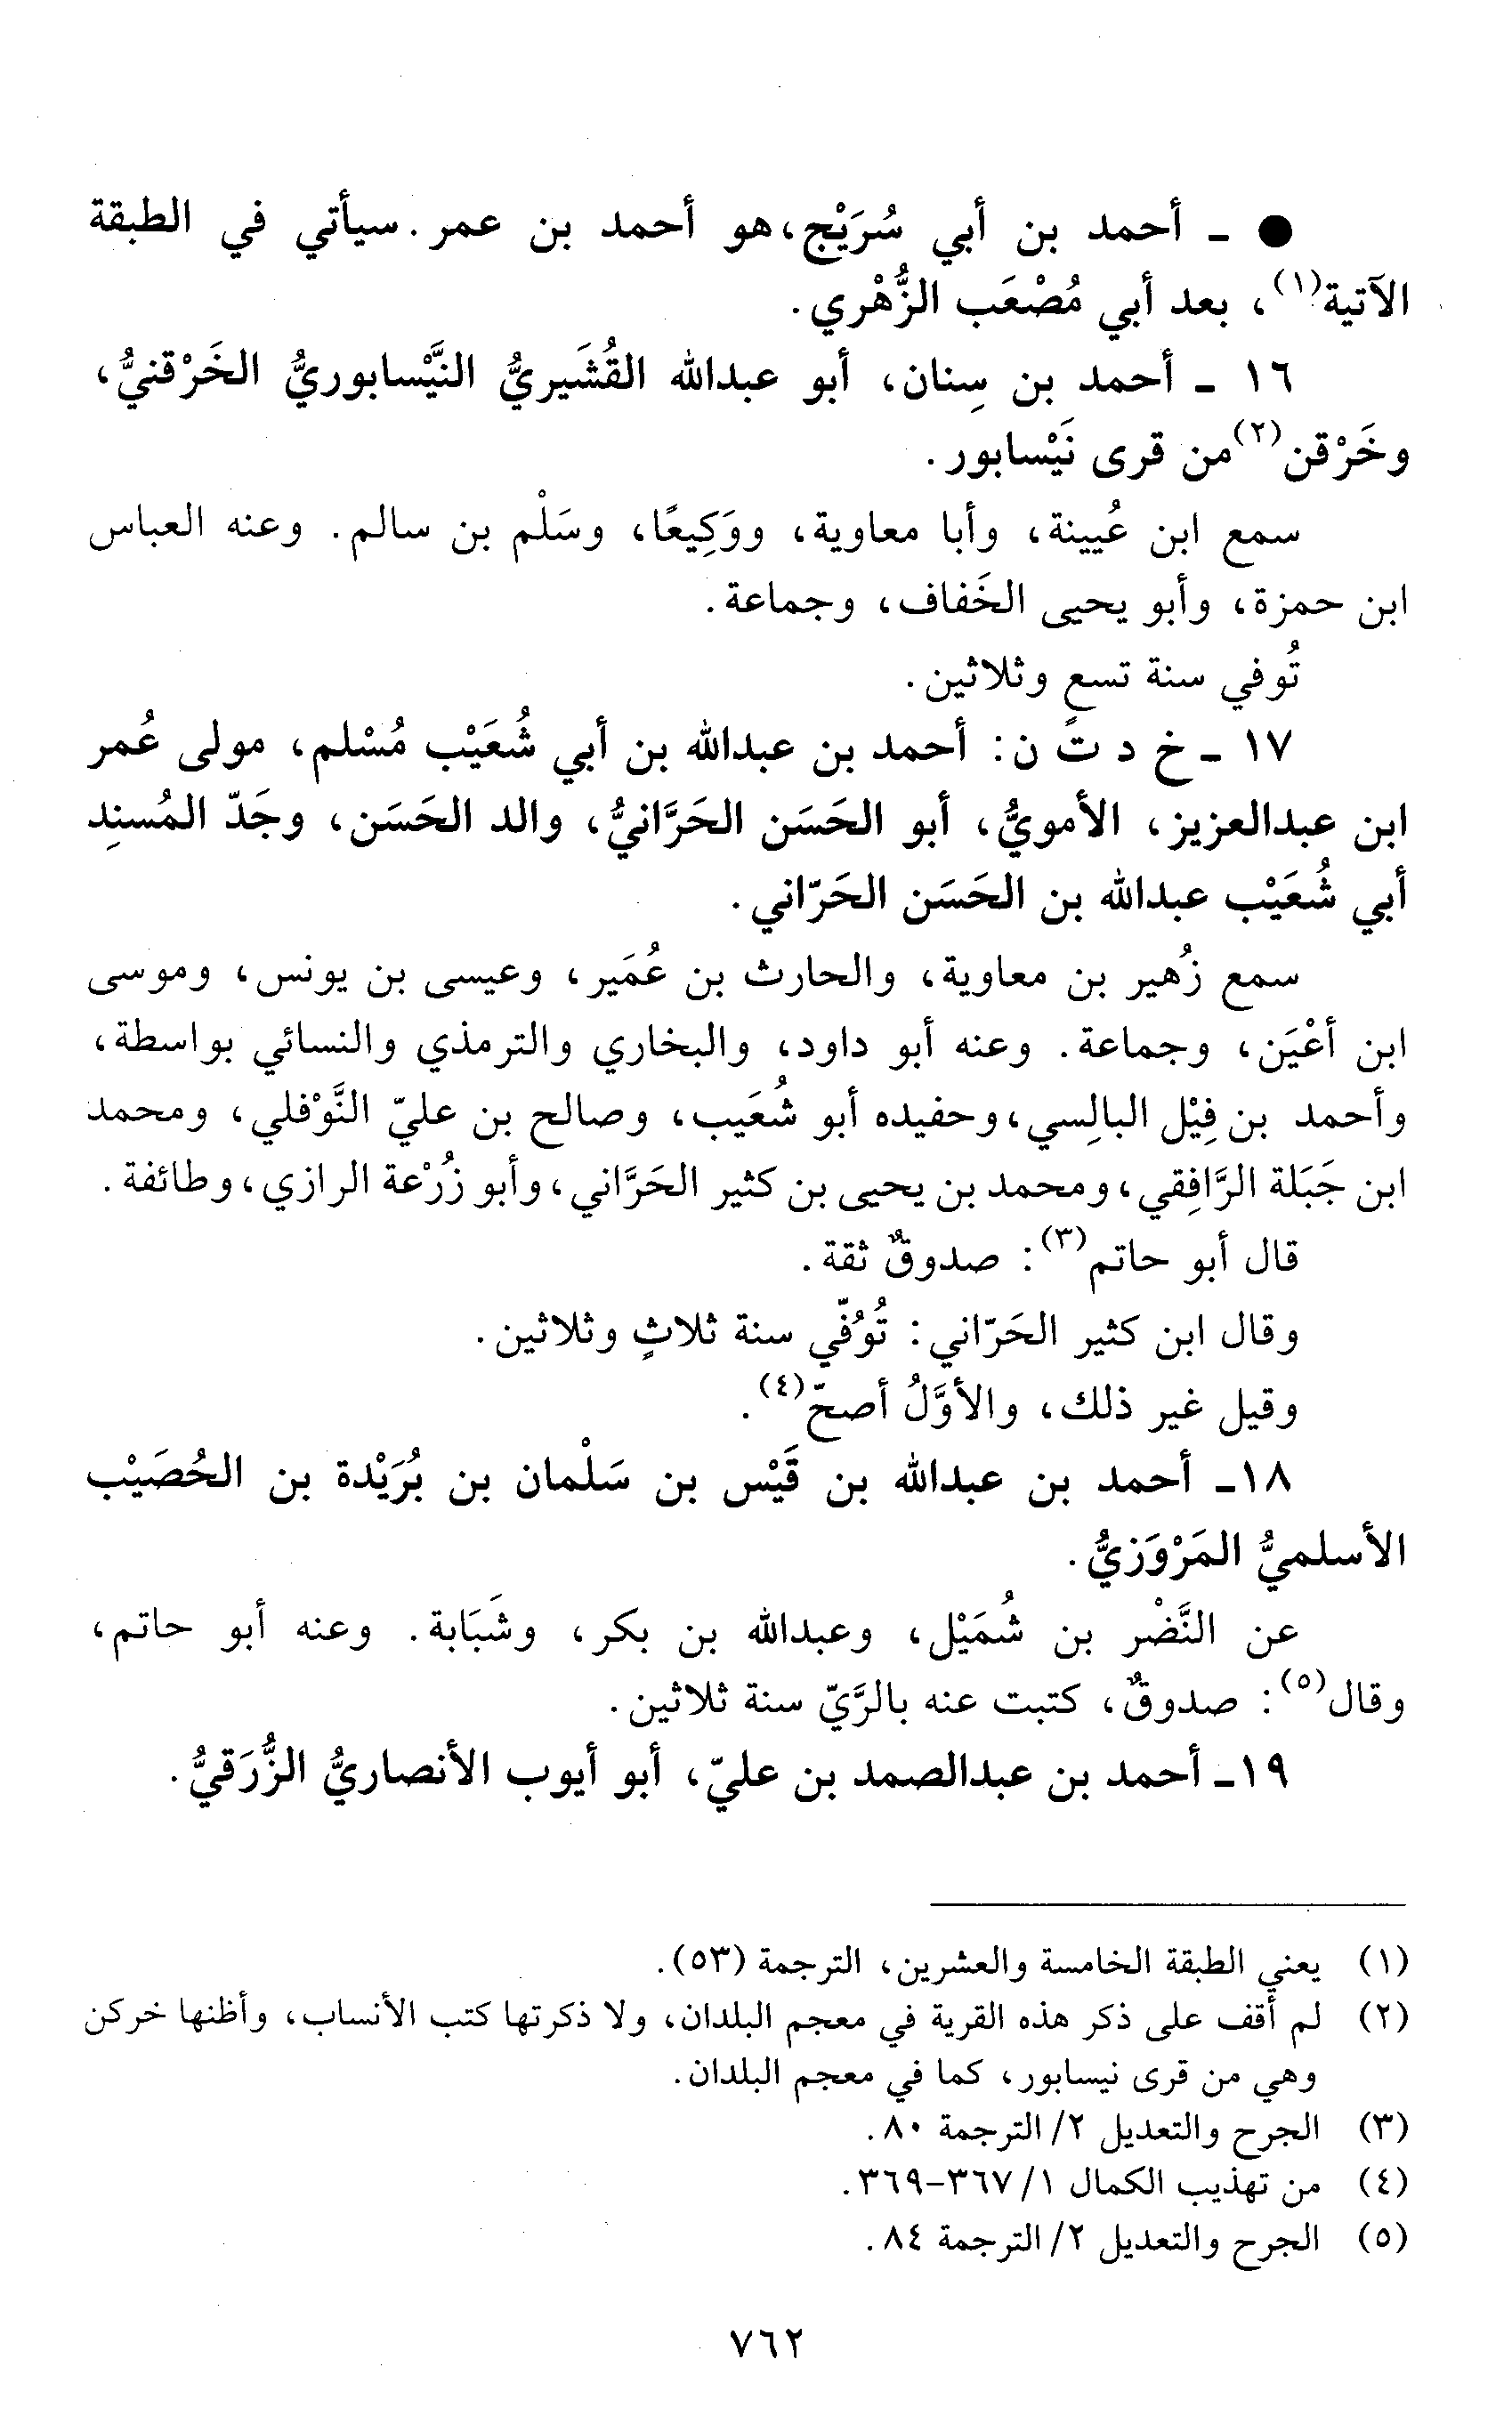 ● ـ أحمد بن أبي سُرَيْج، هو أحمد بن عمر. سيأتي في الطبقة
الآتية(١)، بعد أبي مُصْعَب الزُّهْري.
١٦ ـ أحمد بن سِنان، أبو عبدالله القُشَيريُّ النَّيْسابوريُّ الخَرْقنيُّ،
وخَرْقن(٢) من قرى نَيْسابور.
سمع ابن عُيينة، وأبا معاوية، ووَكِيعًا، وسَلْم بن سالم. وعنه العباس
ابن حمزة، وأبو يحيى الخَفاف، وجماعة.
تُوفي سنة تسعٍ وثلاثين.
١٧ ـ خ د تً ن: أحمد بن عبدالله بن أبي شُعَيْب مُسْلم، مولى عُمر
ابن عبدالعزيز، الأمويُّ، أبو الحَسَن الحَرَّانيُّ، والد الحَسَن، وجَدّ المُسنِد
أبي شُعَيْب عبدالله بن الحَسَن الحَرّاني.
سمع زُهير بن معاوية، والحارث بن عُمَير، وعيسى بن يونس، وموسى
ابن أعْيَن، وجماعة. وعنه أبو داود، والبخاري والترمذي والنسائي بواسطة،
وأحمد بن فِيْل البالِسي، وحفيده أبو شُعَيب، وصالح بن عليّ النَّوْفلي، ومحمد
ابن جَبَلة الرَّافِقي، ومحمد بن يحيى بن كثير الحَرَّاني، وأبو زُرْعة الرازي، وطائفة.
قال أبو حاتم(٣): صدوقٌ ثقة.
وقال ابن كثير الحَرّاني: تُوُفّي سنة ثلاثٍ وثلاثين.
وقيل غير ذلك، والأوَّلُ أصحّ(٤).
١٨ـ أحمد بن عبدالله بن قَيْس بن سَلْمان بن بُرَيْدة بن الحُصَيْب
الأسلميُّ المَرْوَزيُّ.
عن النَّضْر بن شُمَيْل، وعبدالله بن بكر، وشَبَابة. وعنه أبو حاتم،
وقال(٥): صدوقٌ، كتبت عنه بالرَّيّ سنة ثلاثين.
١٩ـ أحمد بن عبدالصمد بن عليّ، أبو أيوب الأنصاريُّ الزُّرَقيُّ.
(١) يعني الطبقة الخامسة والعشرين، الترجمة (٥٣).
(٢) لم أقف على ذكر هذه القرية في معجم البلدان، ولا ذكرتها كتب الأنساب، وأظنها خركن
وهي من قرى نيسابور، كما في معجم البلدان.
(٣) الجرح والتعديل ٢/ الترجمة ٨٠.
(٤) من تهذيب الكمال ١/ ٣٦٧-٣٦٩.
(٥) الجرح والتعديل ٢/ الترجمة ٨٤.
٧٦٢